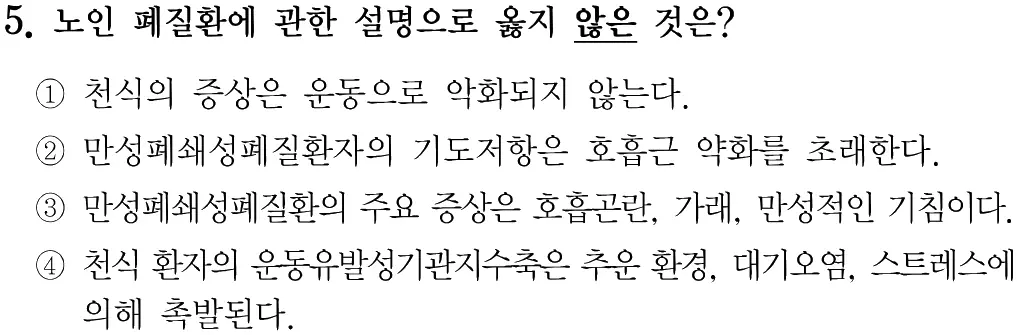 5. 노인 폐질환에 관한 설명으로 옳지 않은 것은?
① 천식의 증상은 운동으로 악화되지 않는다.
② 만성폐쇄성폐질환자의 기도저항은 호흡근 약화를 초래한다.
③ 만성폐쇄성폐질환의 주요 증상은 호흡곤란, 가래, 만성적인 기침이다.
④ 천식 환자의 운동유발성기관지수축은 추운 환경, 대기오염, 스트레스에
의해 촉발된다.